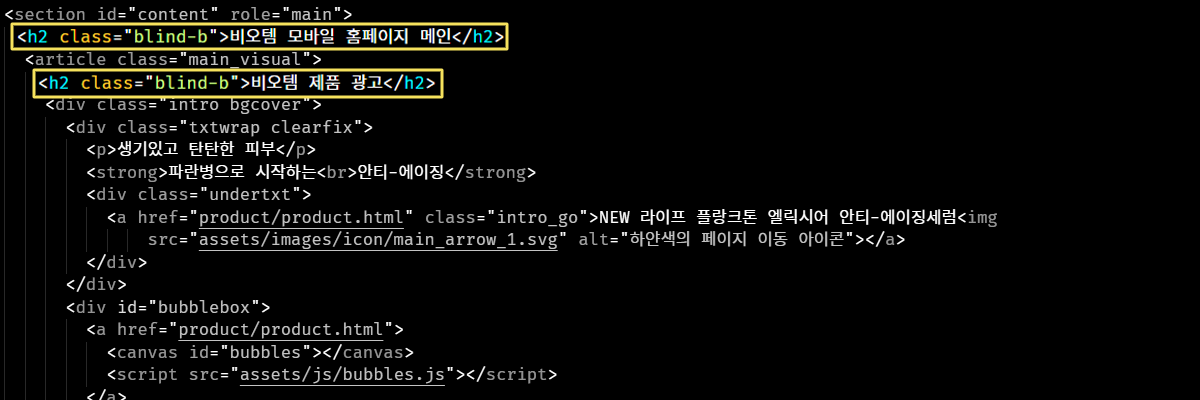 <section id="content" role="main">
<h2 class="blind-b">비오템 모바일 홈페이지 메인</h2>
<article class="main_visual">
<h2 class="blind-b">비오템 제품 광고</h2>
<div class="intro bgcover">
<div class="txtwrap clearfix">
<p>생기있고 탄탄한 피부</p>
<strong>파란병으로 시작하는<br>안티-에이징</strong>
<div class="undertxt">
<a href="product/product.html" class="intro_go">NEW 라이프 플랑크톤 엘릭시어 안티-에이징세럼<img
src="assets/images/icon/main_arrow_1.svg" alt="하얀색의 페이지 이동 아이콘"></a>
</div>
</div>
<div id="bubblebox">
<a href="product/product.html">
<canvas id="bubbles"></canvas>
<script src="assets/js/bubbles.js"></script>
</a>